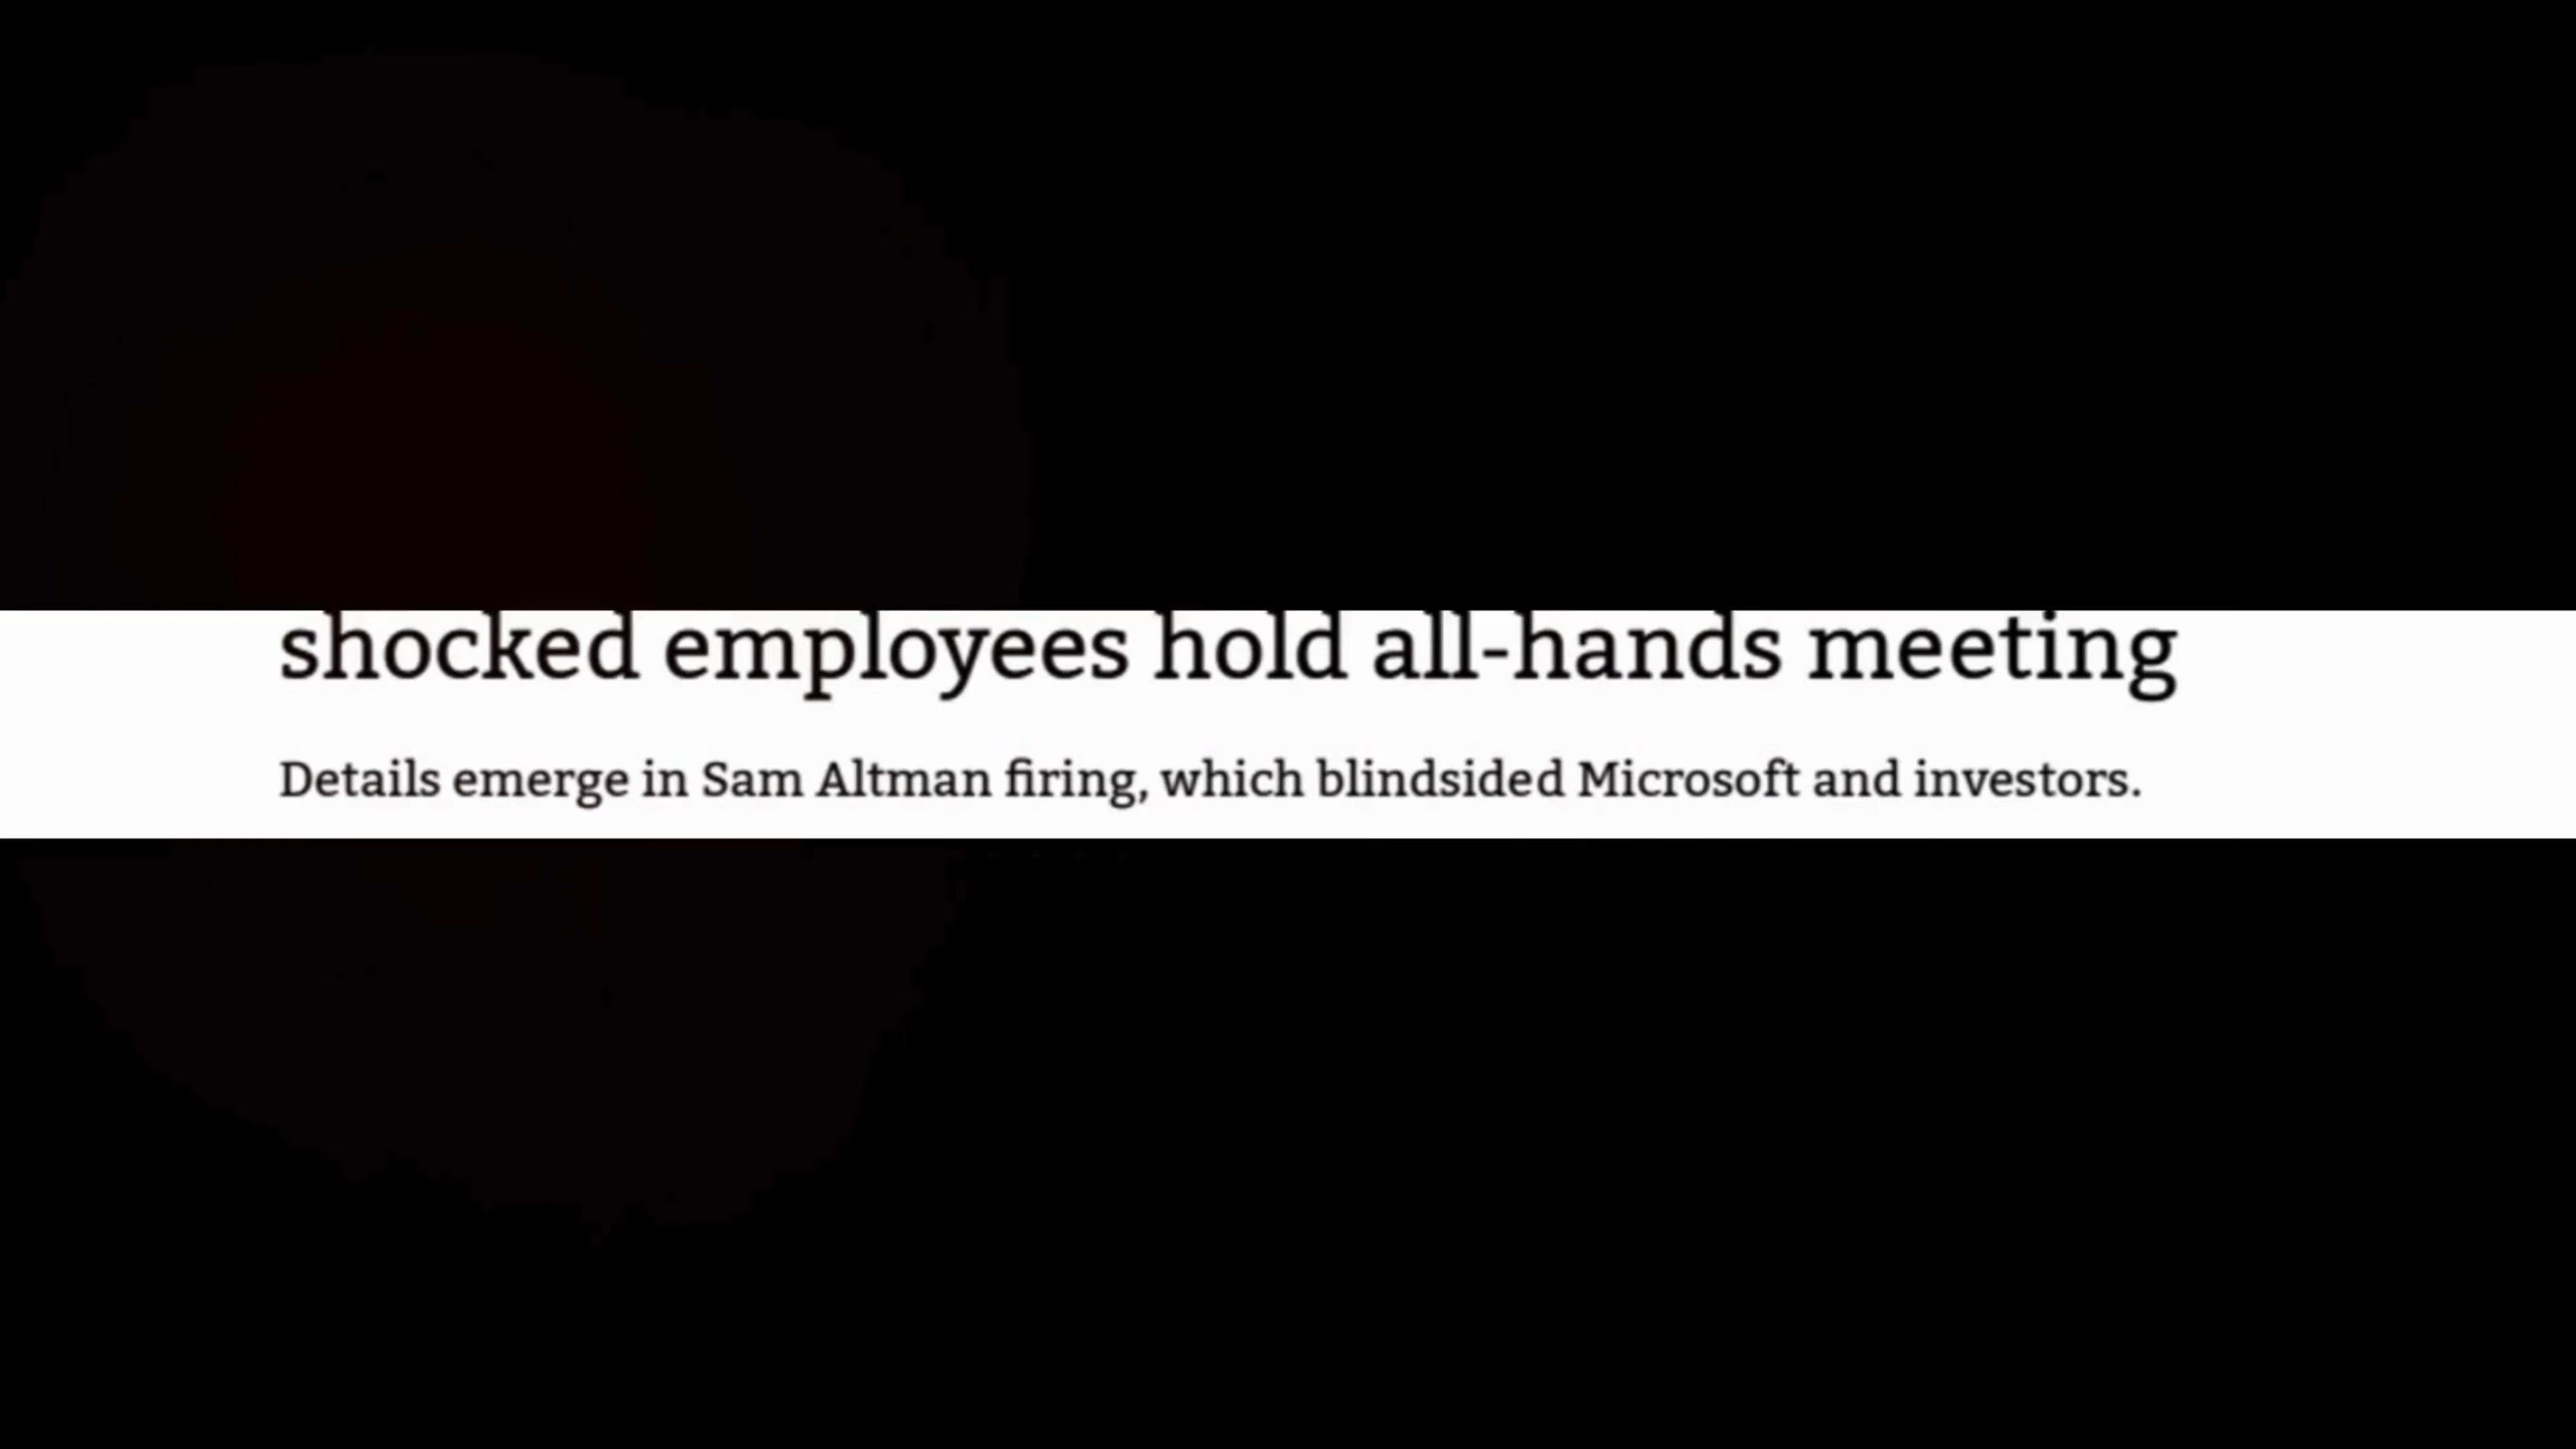 shocked employees hold all-hands meeting
Details emerge in Sam Altman firing, which blindsided Microsoft and investors.